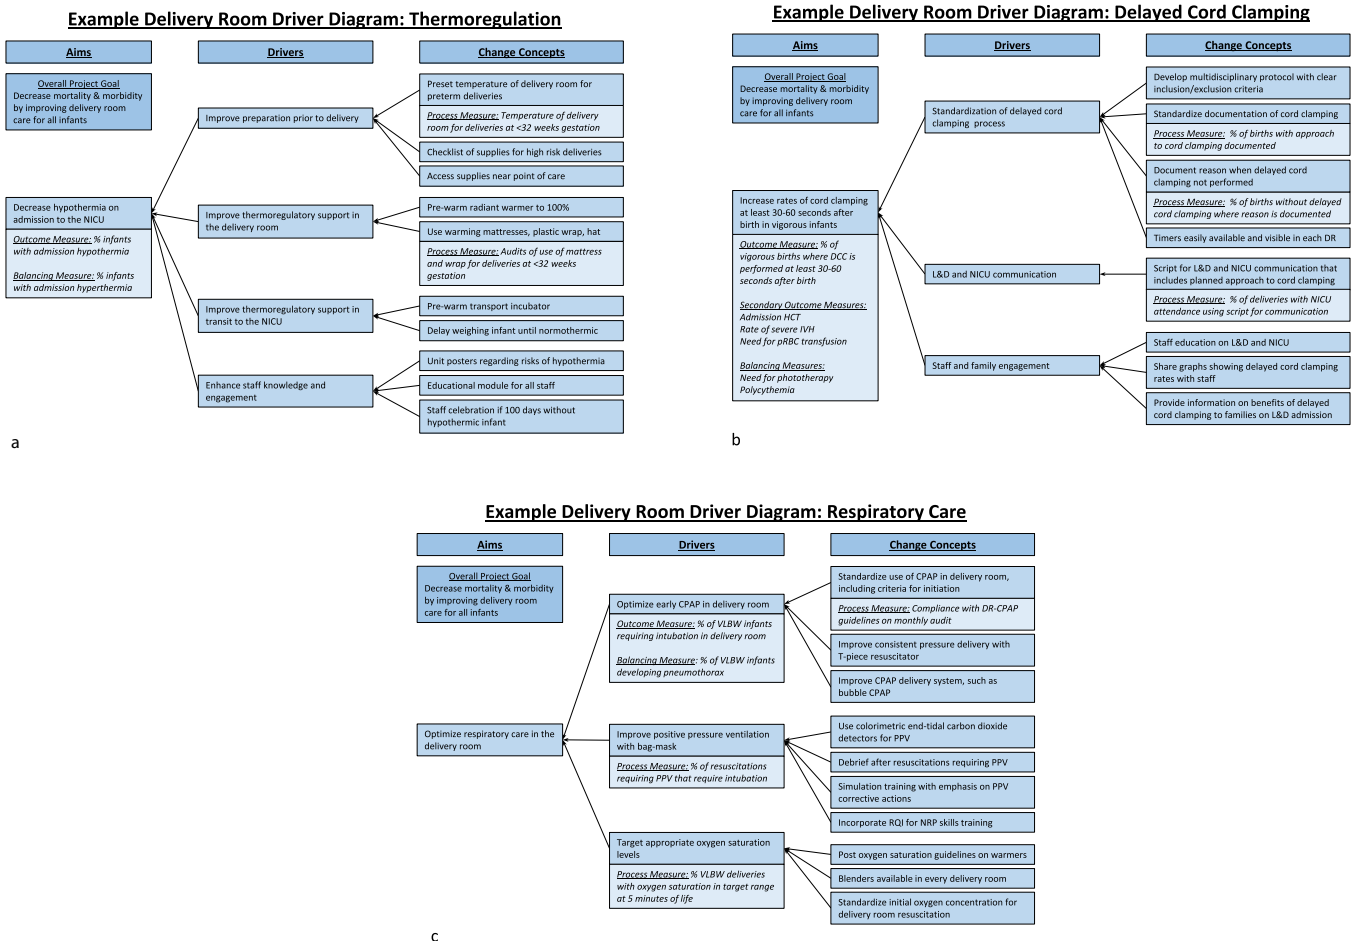 Example Delivery Room Driver Diagram: Thermoregulation
Aims
Drivers
Change Concepts
Overall Project Goal
Decrease mortality & morbidity
by improving delivery room
care for all infants
Decrease hypothermia on
admission to the NICU
Outcome Measure: % infants
with admission hypothermia
Balancing Measure: % infants
with admission hyperthermia
Improve preparation prior to delivery
Improve thermoregulatory support in
the delivery room
Improve thermoregulatory support in
transit to the NICU
Enhance staff knowledge and
engagement
Preset temperature of delivery room for
preterm deliveries
Process Measure: Temperature of delivery
room for deliveries at <32 weeks gestation
Checklist of supplies for high risk deliveries
Access supplies near point of care
Pre-warm radiant warmer to 100%
Use warming mattresses, plastic wrap, hat
Process Measure: Audits of use of mattress
and wrap for deliveries at <32 weeks
gestation
Pre-warm transport incubator
Delay weighing infant until normothermic
Unit posters regarding risks of hypothermia
Educational module for all staff
Staff celebration if 100 days without
hypothermic infant
a
Example Delivery Room Driver Diagram: Delayed Cord Clamping
Aims
Drivers
Change Concepts
Overall Project Goal
Decrease mortality & morbidity
by improving delivery room
care for all infants
Increase rates of cord clamping
at least 30-60 seconds after
birth in vigorous infants
Outcome Measure: % of
vigorous births where DCC is
performed at least 30-60
seconds after birth
Secondary Outcome Measures:
Admission HCT
Rate of severe IVH
Need for pRBC transfusion
Balancing Measures:
Need for phototherapy
Polycythemia
Standardization of delayed cord
clamping process
L&D and NICU communication
Staff and family engagement
Develop multidisciplinary protocol with clear
inclusion/exclusion criteria
Standardize documentation of cord clamping
Process Measure: % of births with approach
to cord clamping documented
Document reason when delayed cord
clamping not performed
Process Measure: % of births without delayed
cord clamping where reason is documented
Timers easily available and visible in each DR
Script for L&D and NICU communication that
includes planned approach to cord clamping
Process Measure: % of deliveries with NICU
attendance using script for communication
Staff education on L&D and NICU
Share graphs showing delayed cord clamping
rates with staff
Provide information on benefits of delayed
cord clamping to families on L&D admission
b
Example Delivery Room Driver Diagram: Respiratory Care
Aims
Drivers
Change Concepts
Overall Project Goal
Decrease mortality & morbidity
by improving delivery room
care for all infants
Optimize respiratory care in the
delivery room
Optimize early CPAP in delivery room
Outcome Measure: % of VLBW infants
requiring intubation in delivery room
Balancing Measure: % of VLBW infants
developing pneumothorax
Improve positive pressure ventilation
with bag-mask
Process Measure: % of resuscitations
requiring PPV that require intubation
Target appropriate oxygen saturation
levels
Process Measure: % VLBW deliveries
with oxygen saturation in target range
at 5 minutes of life
Standardize use of CPAP in delivery room,
including criteria for initiation
Process Measure: Compliance with DR-CPAP
guidelines on monthly audit
Improve consistent pressure delivery with
T-piece resuscitator
Improve CPAP delivery system, such as
bubble CPAP
Use colorimetric end-tidal carbon dioxide
detectors for PPV
Debrief after resuscitations requiring PPV
Simulation training with emphasis on PPV
corrective actions
Incorporate RQI for NRP skills training
Post oxygen saturation guidelines on warmers
Blenders available in every delivery room
Standardize initial oxygen concentration for
delivery room resuscitation
c